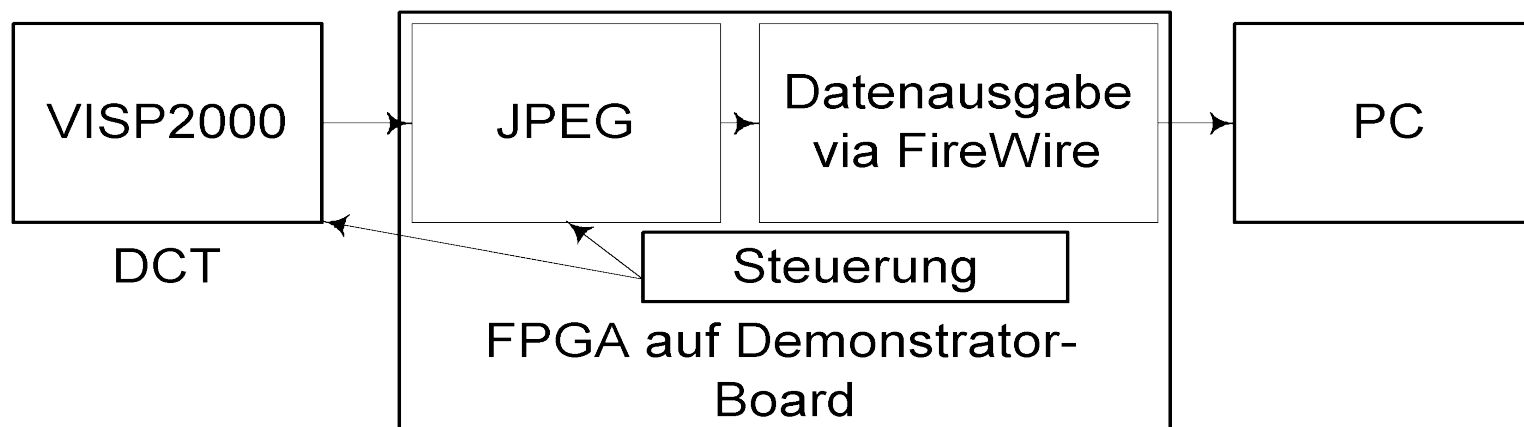 VISP2000
JPEG
Datenausgabe
via FireWire
PC
DCT
Steuerung
FPGA auf Demonstrator-
Board